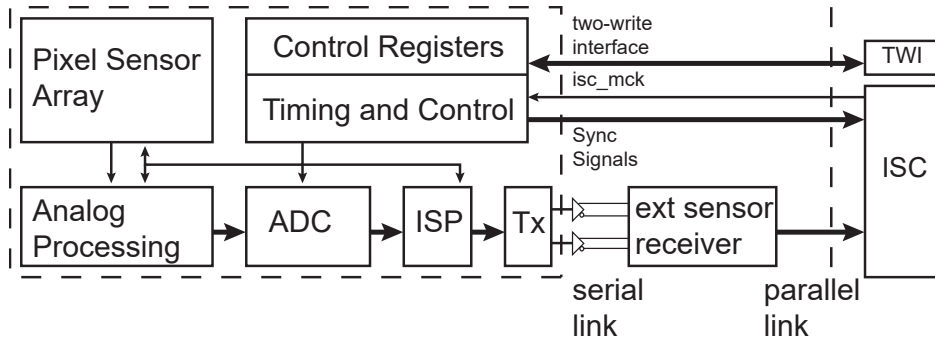 Pixel Sensor
Array
Control Registers
Timing and Control
two-write
interface
isc_mck
Sync
Signals
TWI
ISC
Analog
Processing
ADC
ISP
Tx
ext sensor
receiver
serial
link
parallel
link